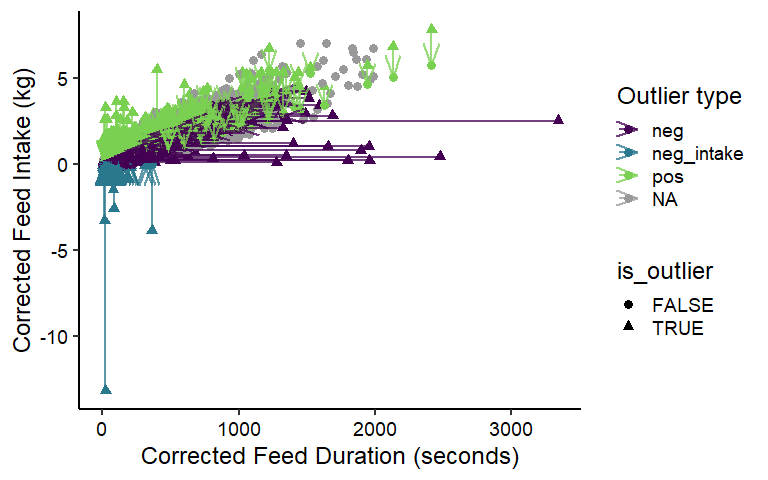 Corrected Feed Intake (kg)
5
0
-5
-10
0
1000
2000
3000
Corrected Feed Duration (seconds)
Outlier type
neg
neg_intake
pos
NA
is_outlier
FALSE
TRUE